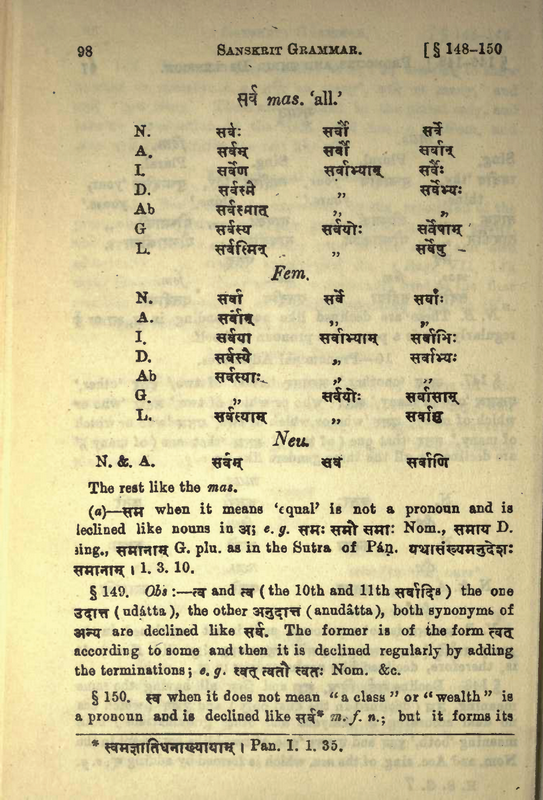 98 SANSKRIT GRAMMAR. [ § 148-150
सर्व mas. ‘all.’
N. सर्वः सर्वौ सर्वे
A. सर्वम् सर्वौ सर्वान्
I. सर्वेण सर्वाभ्याम् सर्वैः
D. सर्वस्मै ,, सर्वेभ्यः
Ab सर्वस्मात् ,, ,,
G सर्वस्य सर्वयोः सर्वेषाम्
L. सर्वस्मिन् ,, सर्वेषु
Fem.
N. सर्वा सर्वे सर्वाः
A. सर्वाम् ,, ,,
I. सर्वया सर्वाभ्याम् सर्वाभिः
D. सर्वस्यै ,, सर्वाभ्यः
Ab सर्वस्याः ,, ,,
G. ,, सर्वयोः सर्वासाम्
L. सर्वस्याम् ,, सर्वासु
Neu.
N. & A. सर्वम् सर्वे सर्वाणि
The rest like the mas.
(a)—सम when it means ‘equal’ is not a pronoun and is
leclined like nouns in अ; e. g. समः समौ समाः Nom., समाय D.
sing., समानाम् G. plu. as in the Sutra of Pán. यथासंख्यमनुदेशः
समानाम् । 1. 3. 10.
§ 149. Obs :—त्व and त्व ( the 10th and 11th सर्वादिs ) the one
उदात्त ( udátta ), the other अनुदात्त ( anudâtta ), both synonyms of
अन्य are declined like सर्व. The former is of the form त्वत्
according to some and then it is declined regularly by adding
the terminations; e. g. त्वत् त्वतौ त्वतः Nom. &c.
§ 150. स्व when it does not mean “a class” or “wealth” is
a pronoun and is declined like सर्व* m. f. n.; but it forms its
* स्वमज्ञातिधनाख्यायाम् । Pan. I. 1. 35.